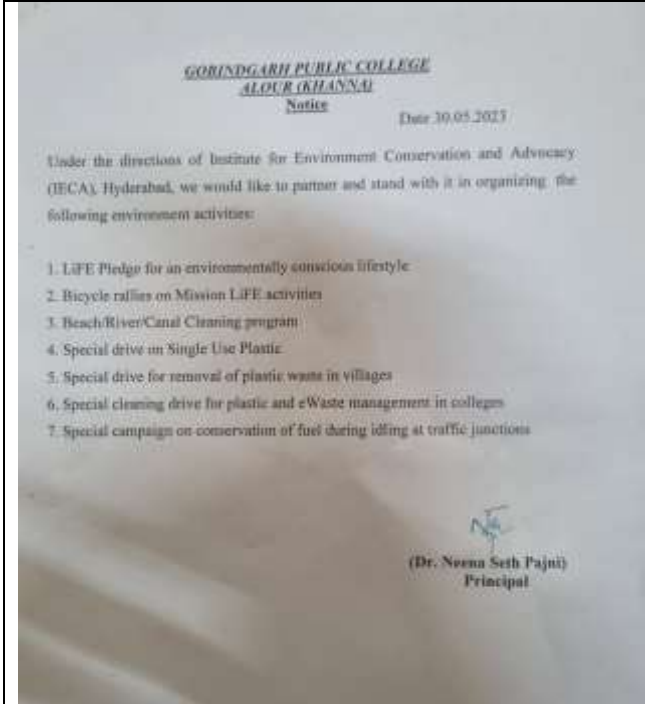 GOBINDGARH PUBLIC COLLEGE
ALOUR (KHANNA)
Notice
Date 30.05.2023
Under the directions of Institute for Environment Conservation and Advocacy
(IECA), Hyderabad, we would like to partner and stand with it in organizing the
following environment activities:
1. LiFE Pledge for an environmentally conscious lifestyle
2. Bicycle rallies on Mission LiFE activities
3. Beach/River/Canal Cleaning program
4. Special drive on Single Use Plastic
5. Special drive for removal of plastic waste in villages
6. Special cleaning drive for plastic and eWaste management in colleges
7. Special campaign on conservation of fuel during idling at traffic junctions
(Dr. Neena Seth Pajni)
Principal